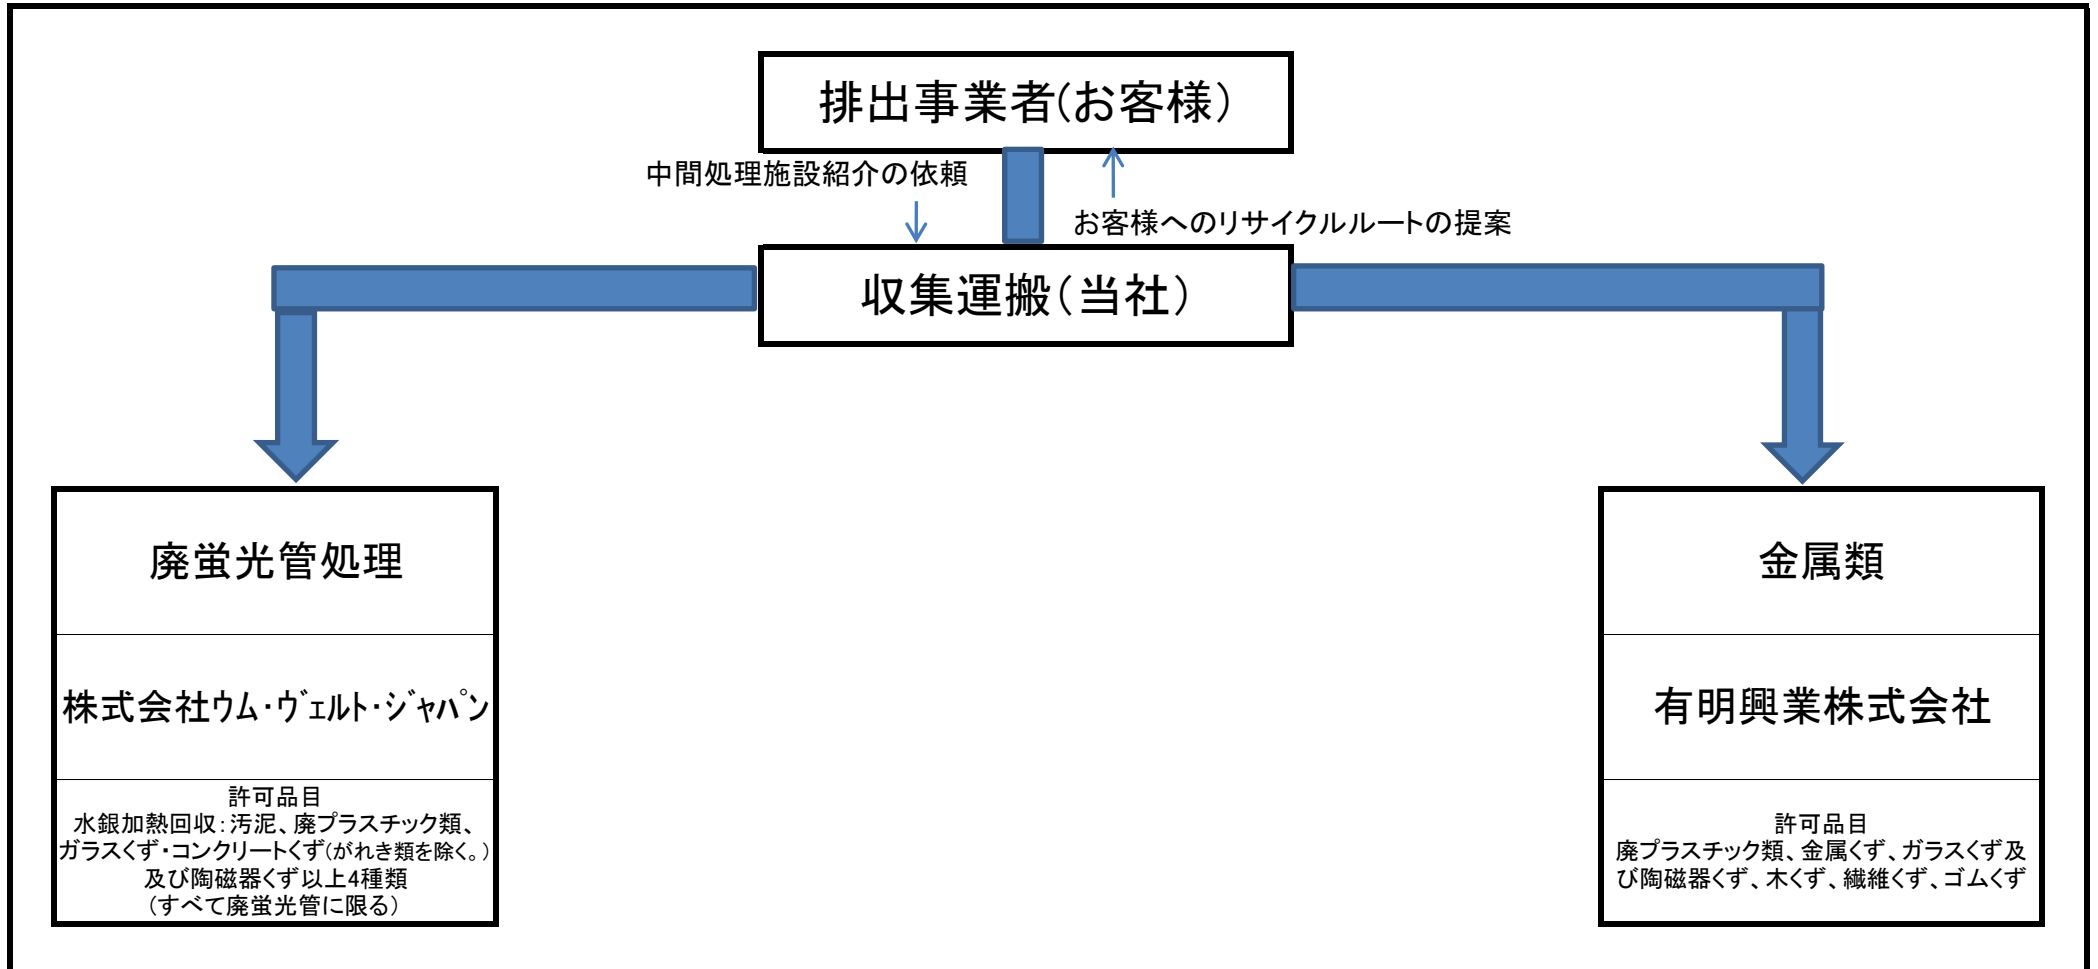 排出事業者(お客様)
中間処理施設紹介の依頼
お客様へのリサイクルルートの提案
収集運搬(当社)
廃蛍光管処理
株式会社ｳﾑ･ｳﾞｪﾙﾄ･ｼﾞｬﾊﾟﾝ
許可品目
水銀加熱回収:汚泥、廃プラスチック類、
ガラスくず・コンクリートくず(がれき類を除く。)
及び陶磁器くず以上4種類
(すべて廃蛍光管に限る)
金属類
有明興業株式会社
許可品目
廃プラスチック類、金属くず、ガラスくず及
び陶磁器くず、木くず、繊維くず、ゴムくず